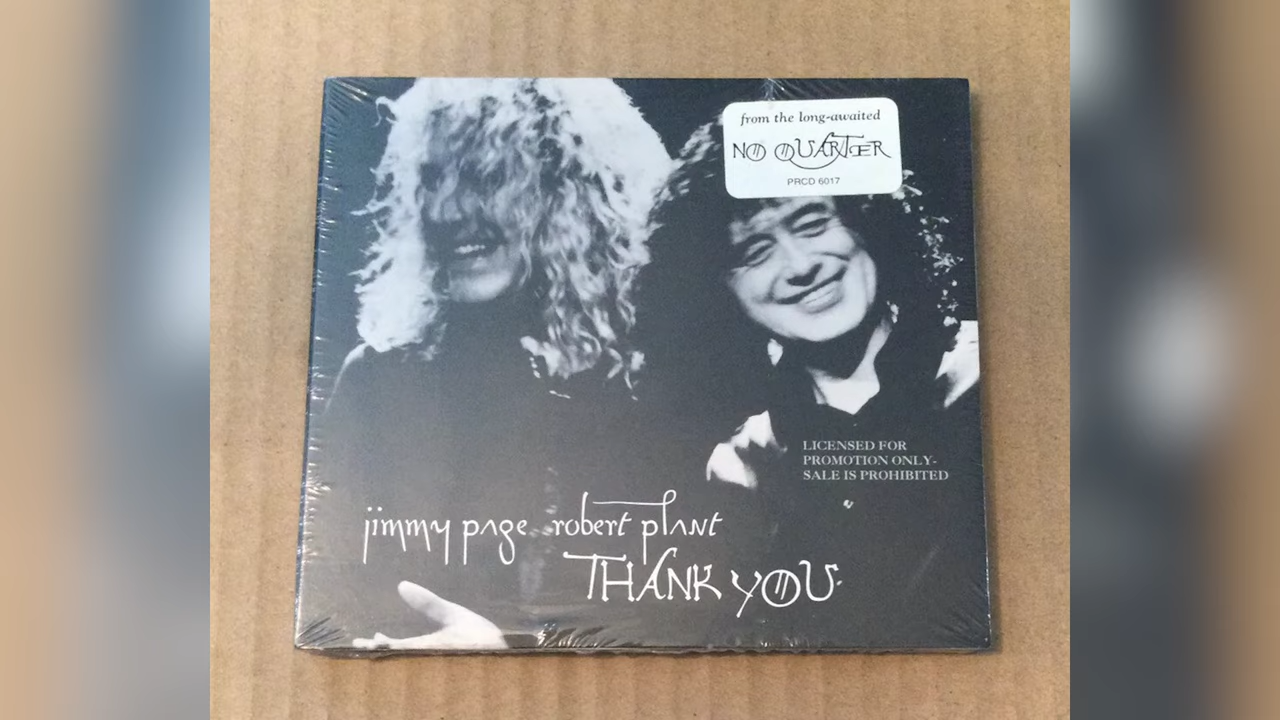 from the long-awaited
NO QUARTER
PRCD 6017
LICENSED FOR
PROMOTION ONLY-
SALE IS PROHIBITED
jimmy page robert plant
THANK YOU